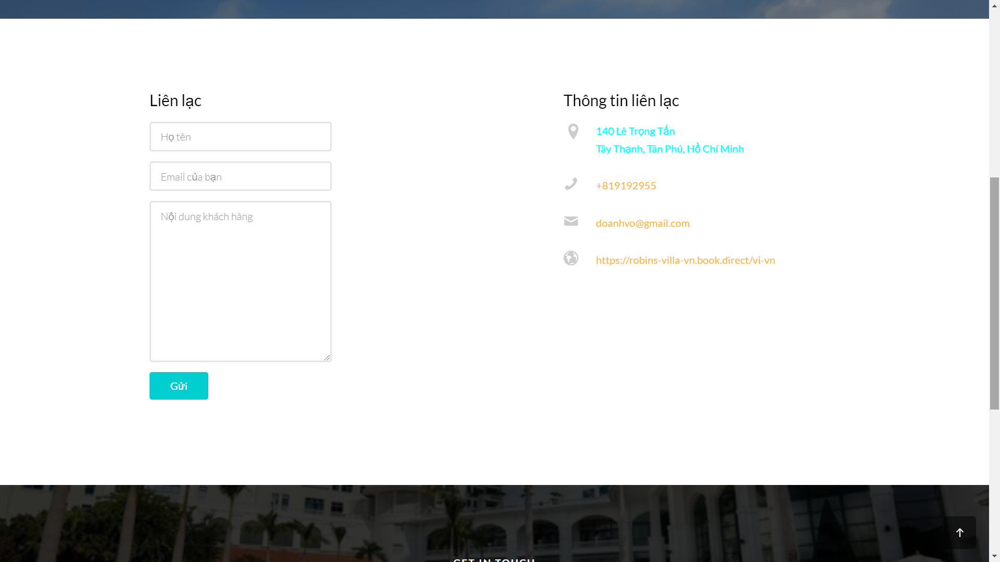 Liên lạc
Họ tên
Email của bạn
Nội dung khách hàng
Gửi
Thông tin liên lạc
140 Lê Trọng Tấn
Tây Thạnh, Tân Phú, Hồ Chí Minh
+819192955
doanhvo@gmail.com
https://robins-villa-vn.book.direct/vi-vn
GET IN TOUCH